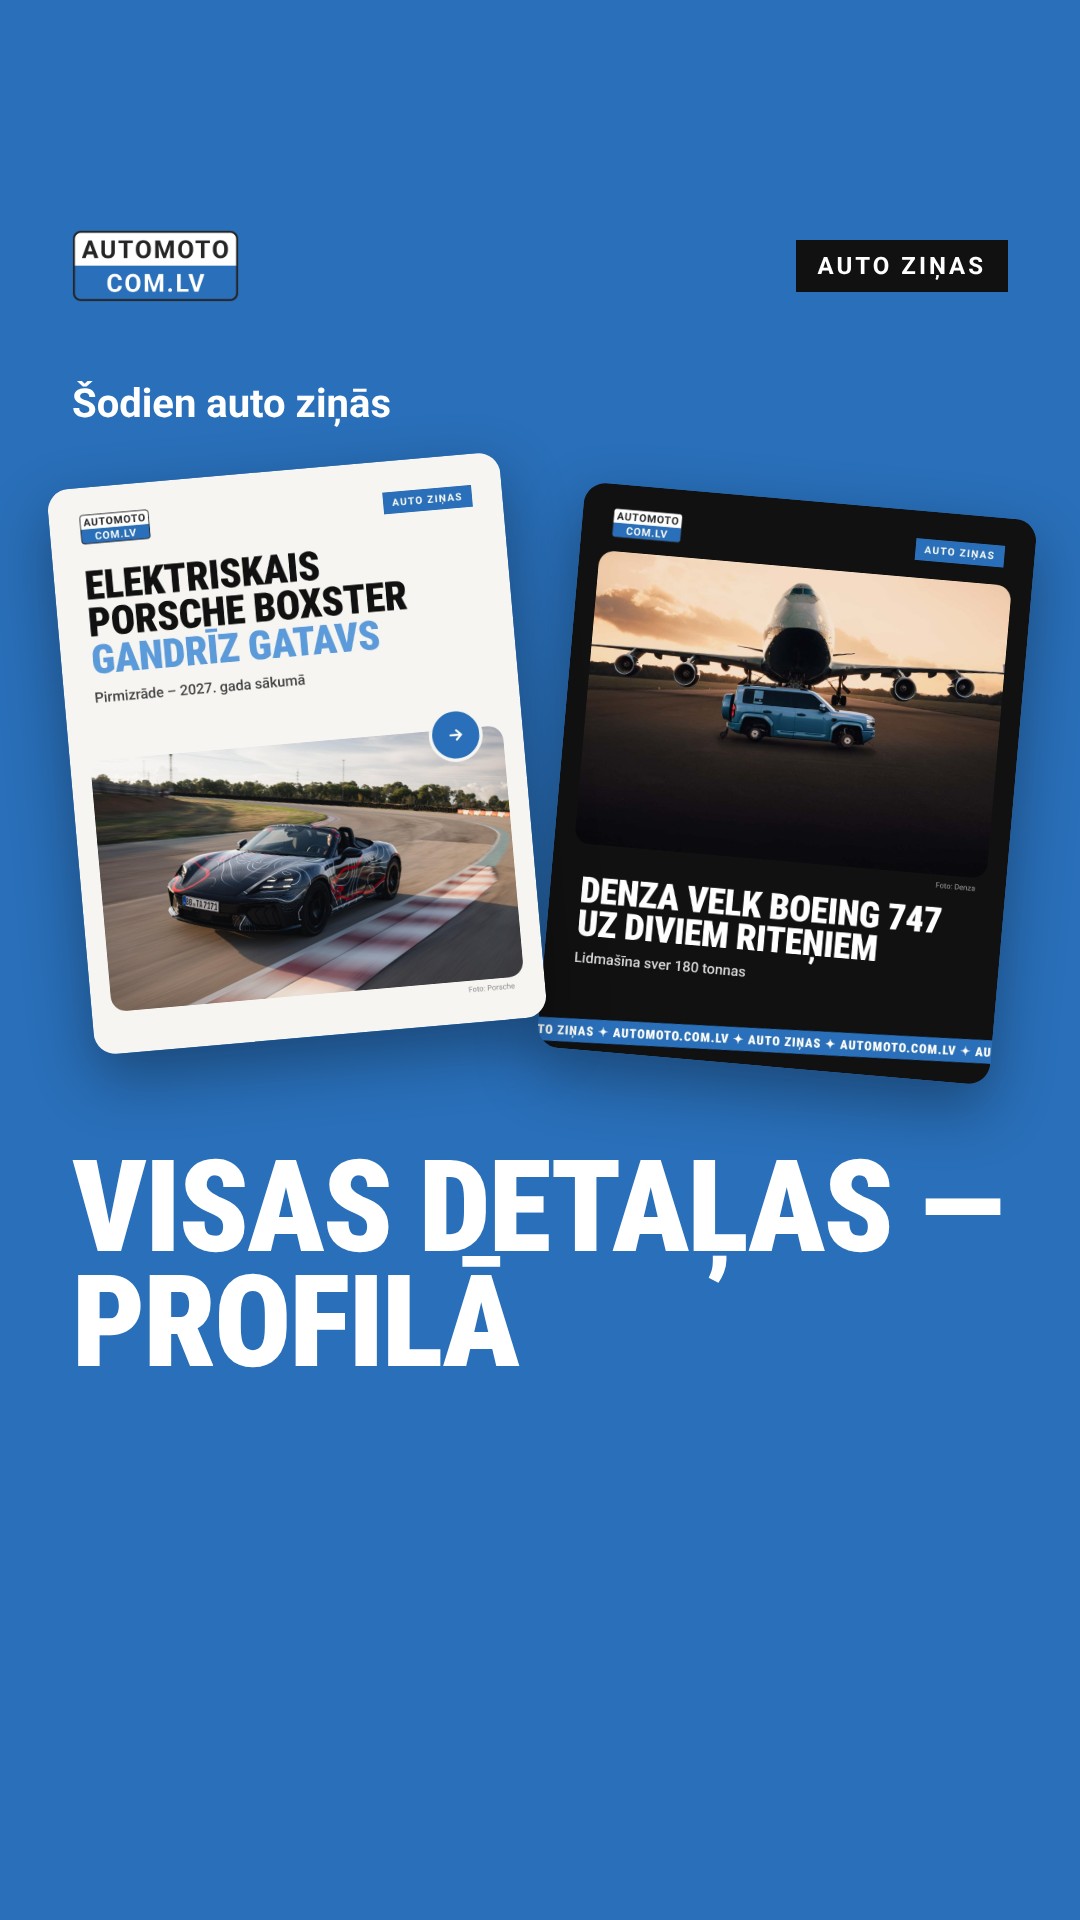 AUTOMOTO
COM.LV
AUTO ZIŅAS
Šodien auto ziņās
AUTOMOTO
COM.LV
AUTO ZIŅAS
ELEKTRISKAIS
PORSCHE BOXSTER
GANDRĪZ GATAVS
Pirmizrāde – 2027. gada sākumā
Foto: Porsche
AUTOMOTO
COM.LV
AUTO ZIŅAS
Foto: Denza
DENZA VELK BOEING 747
UZ DIVIEM RITEŅIEM
Lidmašīna sver 180 tonnas
TO ZIŅAS ✦ AUTOMOTO.COM.LV ✦ AUTO ZIŅAS ✦ AUTOMOTO.COM.LV ✦ AU
VISAS DETAĻAS —
PROFILĀ